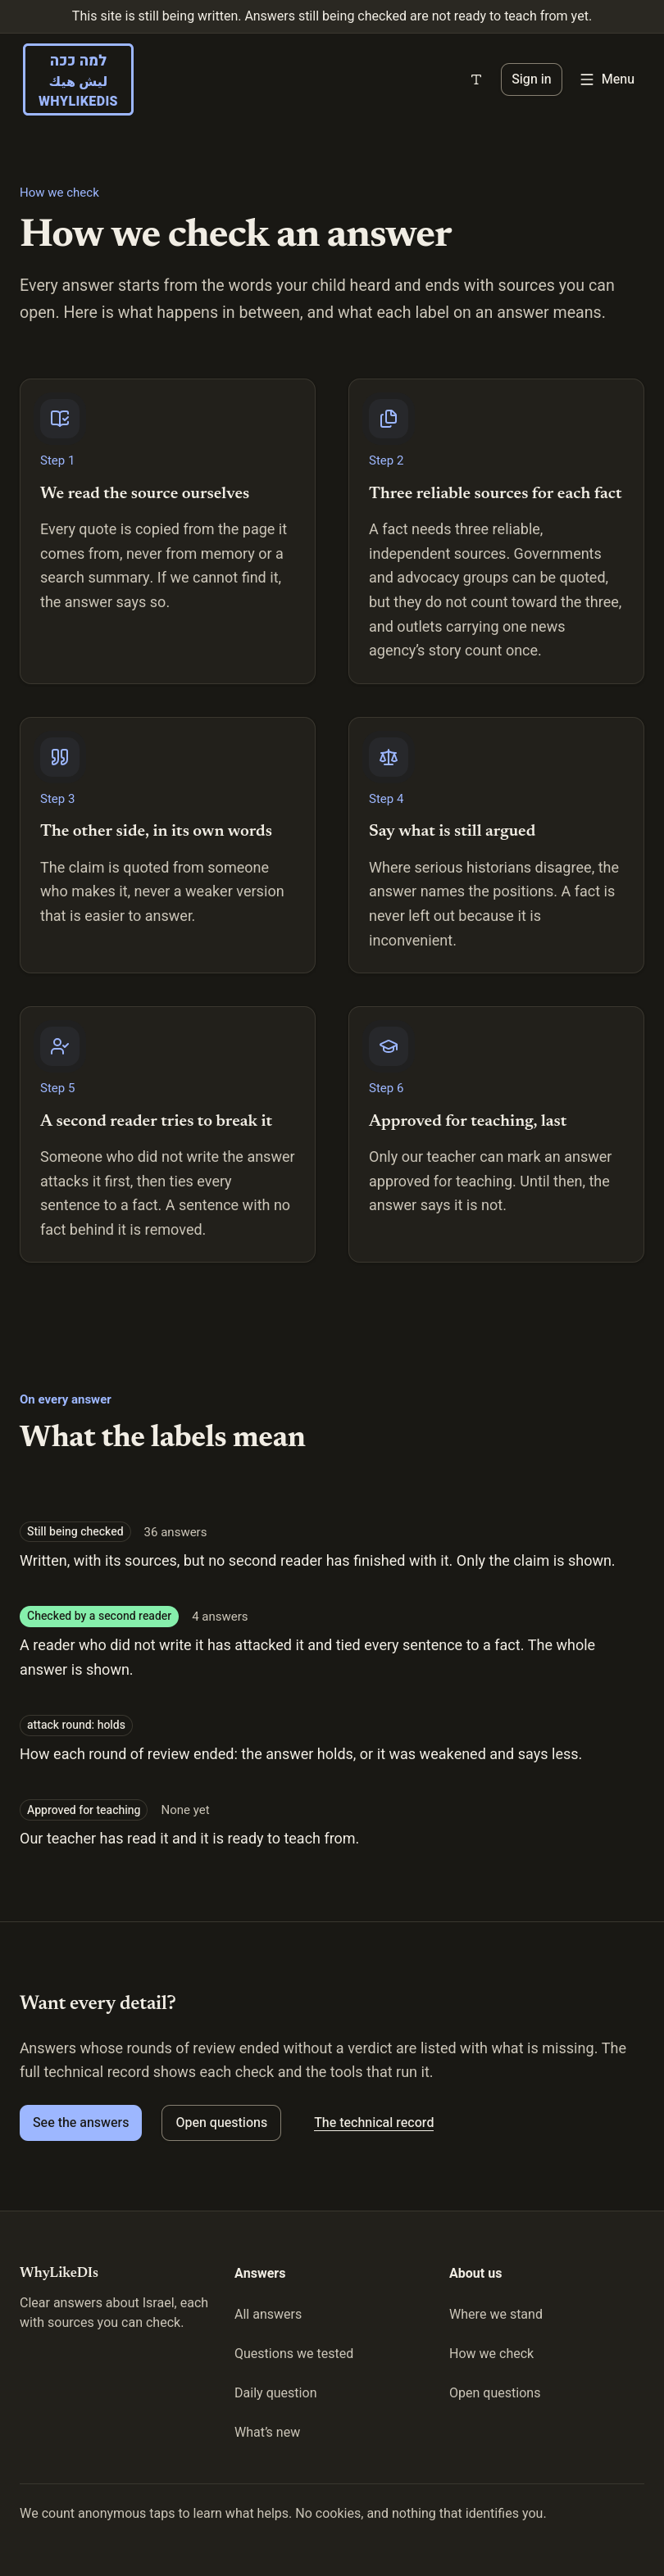 This site is still being written. Answers still being checked are not ready to teach from yet.
למה ככה
ليش هيك
WHYLIKEDIS
T
Sign in
Menu
How we check
How we check an answer
Every answer starts from the words your child heard and ends with sources you can
open. Here is what happens in between, and what each label on an answer means.
Step 1
We read the source ourselves
Every quote is copied from the page it
comes from, never from memory or a
search summary. If we cannot find it,
the answer says so.
Step 2
Three reliable sources for each fact
A fact needs three reliable,
independent sources. Governments
and advocacy groups can be quoted,
but they do not count toward the three,
and outlets carrying one news
agency’s story count once.
Step 3
The other side, in its own words
The claim is quoted from someone
who makes it, never a weaker version
that is easier to answer.
Step 4
Say what is still argued
Where serious historians disagree, the
answer names the positions. A fact is
never left out because it is
inconvenient.
Step 5
A second reader tries to break it
Someone who did not write the answer
attacks it first, then ties every
sentence to a fact. A sentence with no
fact behind it is removed.
Step 6
Approved for teaching, last
Only our teacher can mark an answer
approved for teaching. Until then, the
answer says it is not.
On every answer
What the labels mean
Still being checked 36 answers
Written, with its sources, but no second reader has finished with it. Only the claim is shown.
Checked by a second reader 4 answers
A reader who did not write it has attacked it and tied every sentence to a fact. The whole
answer is shown.
attack round: holds
How each round of review ended: the answer holds, or it was weakened and says less.
Approved for teaching None yet
Our teacher has read it and it is ready to teach from.
Want every detail?
Answers whose rounds of review ended without a verdict are listed with what is missing. The
full technical record shows each check and the tools that run it.
See the answers Open questions The technical record
WhyLikeDIs
Clear answers about Israel, each
with sources you can check.
Answers
All answers
Questions we tested
Daily question
What’s new
About us
Where we stand
How we check
Open questions
We count anonymous taps to learn what helps. No cookies, and nothing that identifies you.